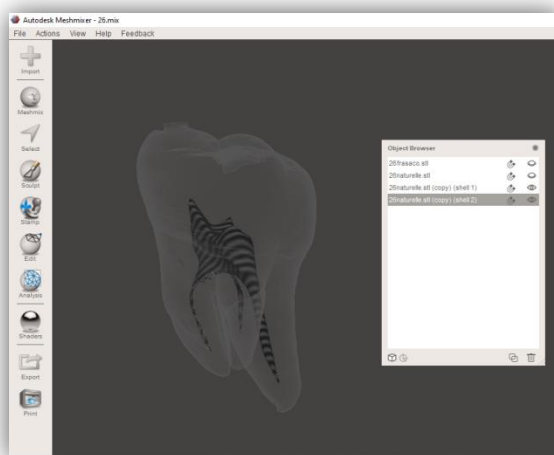 Autodesk Meshmixer - 26.mix
File Actions View Help Feedback
Import
Meshmix
Select
Sculpt
Stamp
Edit
Analysis
Shaders
Export
Print
Object Browser
26frasaco.stl
26naturelle.stl
26naturelle.stl (copy) (shell 1)
26naturelle.stl (copy) (shell 2)